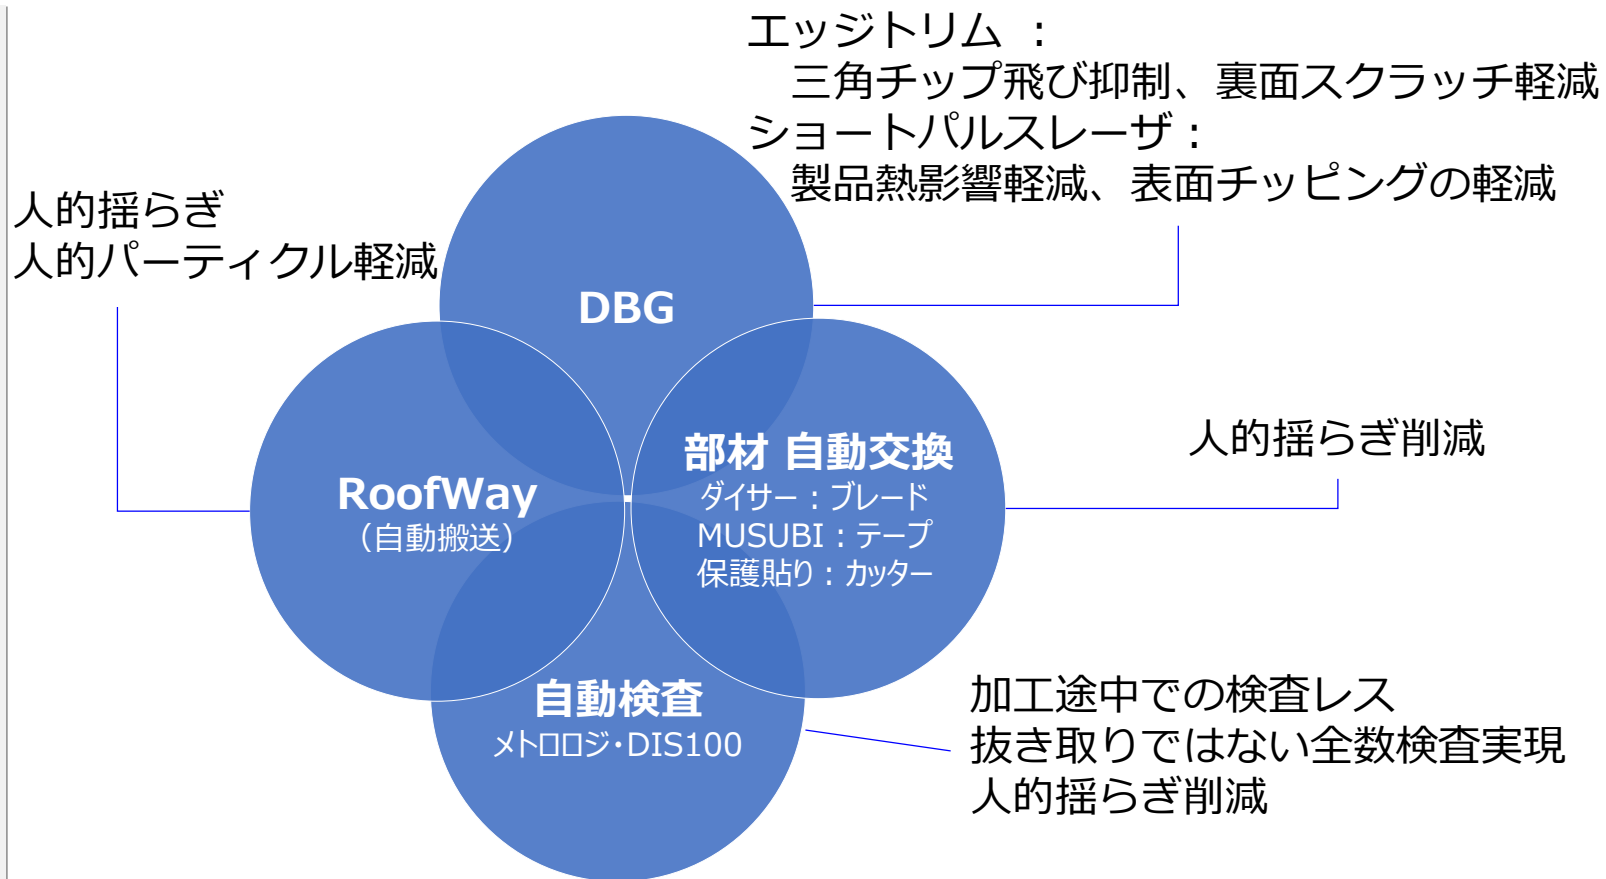 エッジトリム ：
三角チップ飛び抑制、裏面スクラッチ軽減
ショートパルスレーザ：
製品熱影響軽減、表面チッピングの軽減
人的揺らぎ
人的パーティクル軽減
DBG
RoofWay
（自動搬送）
部材 自動交換
ダイサー：ブレード
MUSUBI：テープ
保護貼り：カッター
人的揺らぎ削減
自動検査
メトロロジ・DIS100
加工途中での検査レス
抜き取りではない全数検査実現
人的揺らぎ削減